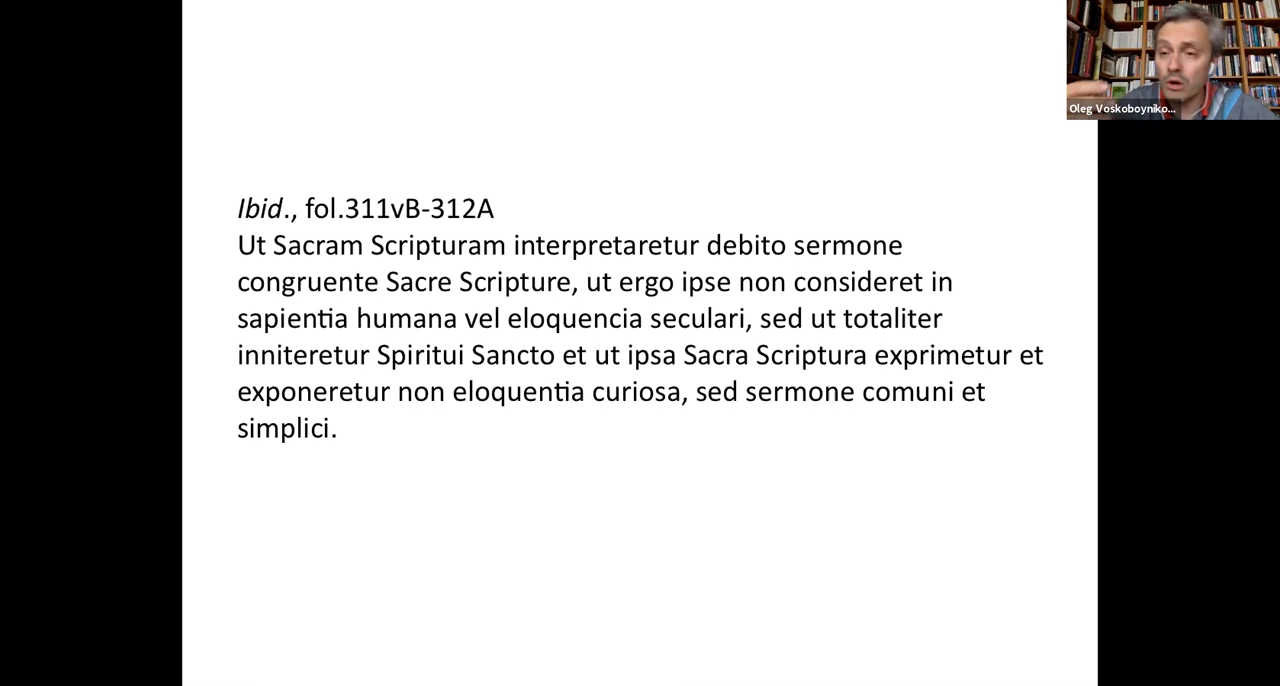 Oleg Voskoboyniko...
Ibid., fol.311vB-312A
Ut Sacram Scripturam interpretaretur debito sermone
congruente Sacre Scripture, ut ergo ipse non consideret in
sapientia humana vel eloquencia seculari, sed ut totaliter
inniteretur Spiritui Sancto et ut ipsa Sacra Scriptura exprimetur et
exponeretur non eloquentia curiosa, sed sermone comuni et
simplici.